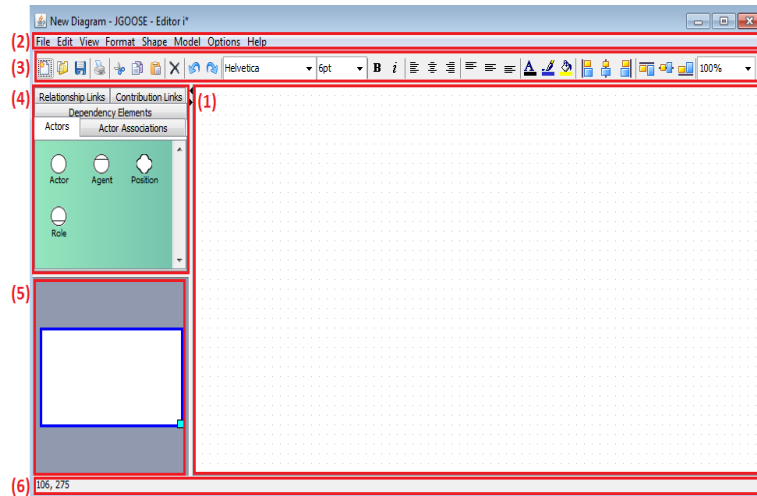 New Diagram - JGOOSE - Editor i*
(2) File Edit View Format Shape Model Options Help
(3) Helvetica 6pt B i A 100%
(4) Relationship Links Contribution Links (1)
Dependency Elements
Actors Actor Associations
Actor Agent Position
Role
(5)
(6) 106, 275